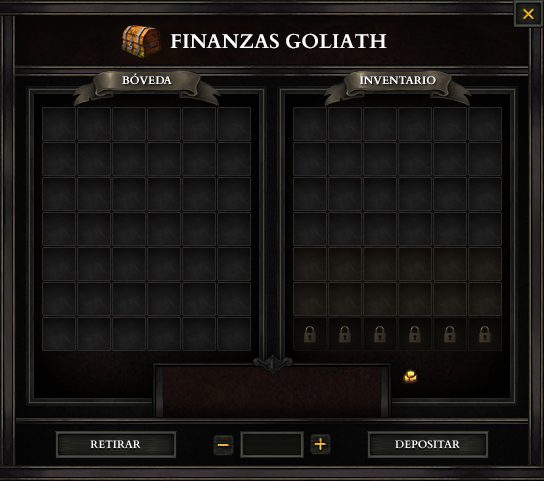 FINANZAS GOLIATH
BÓVEDA
INVENTARIO
RETIRAR
DEPOSITAR